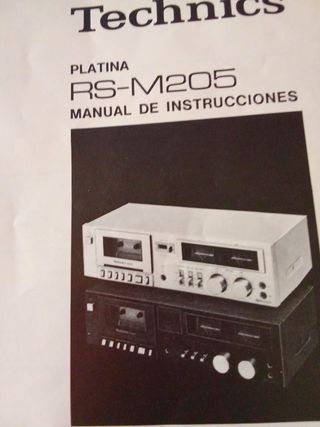 Technics
PLATINA
RS-M205
MANUAL DE INSTRUCCIONES